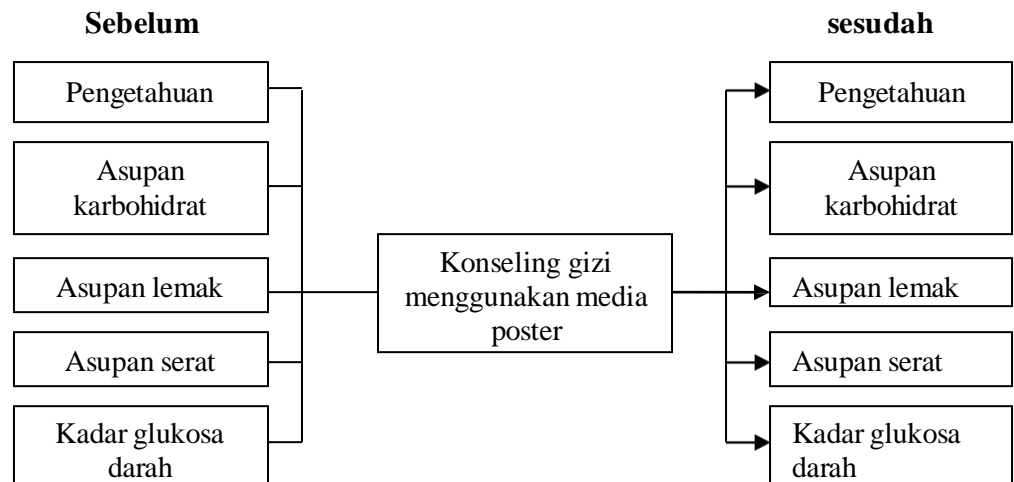 Sebelum
sesudah
Pengetahuan
Asupan
karbohidrat
Asupan lemak
Asupan serat
Kadar glukosa
darah
Konseling gizi
menggunakan media
poster
Pengetahuan
Asupan
karbohidrat
Asupan lemak
Asupan serat
Kadar glukosa
darah